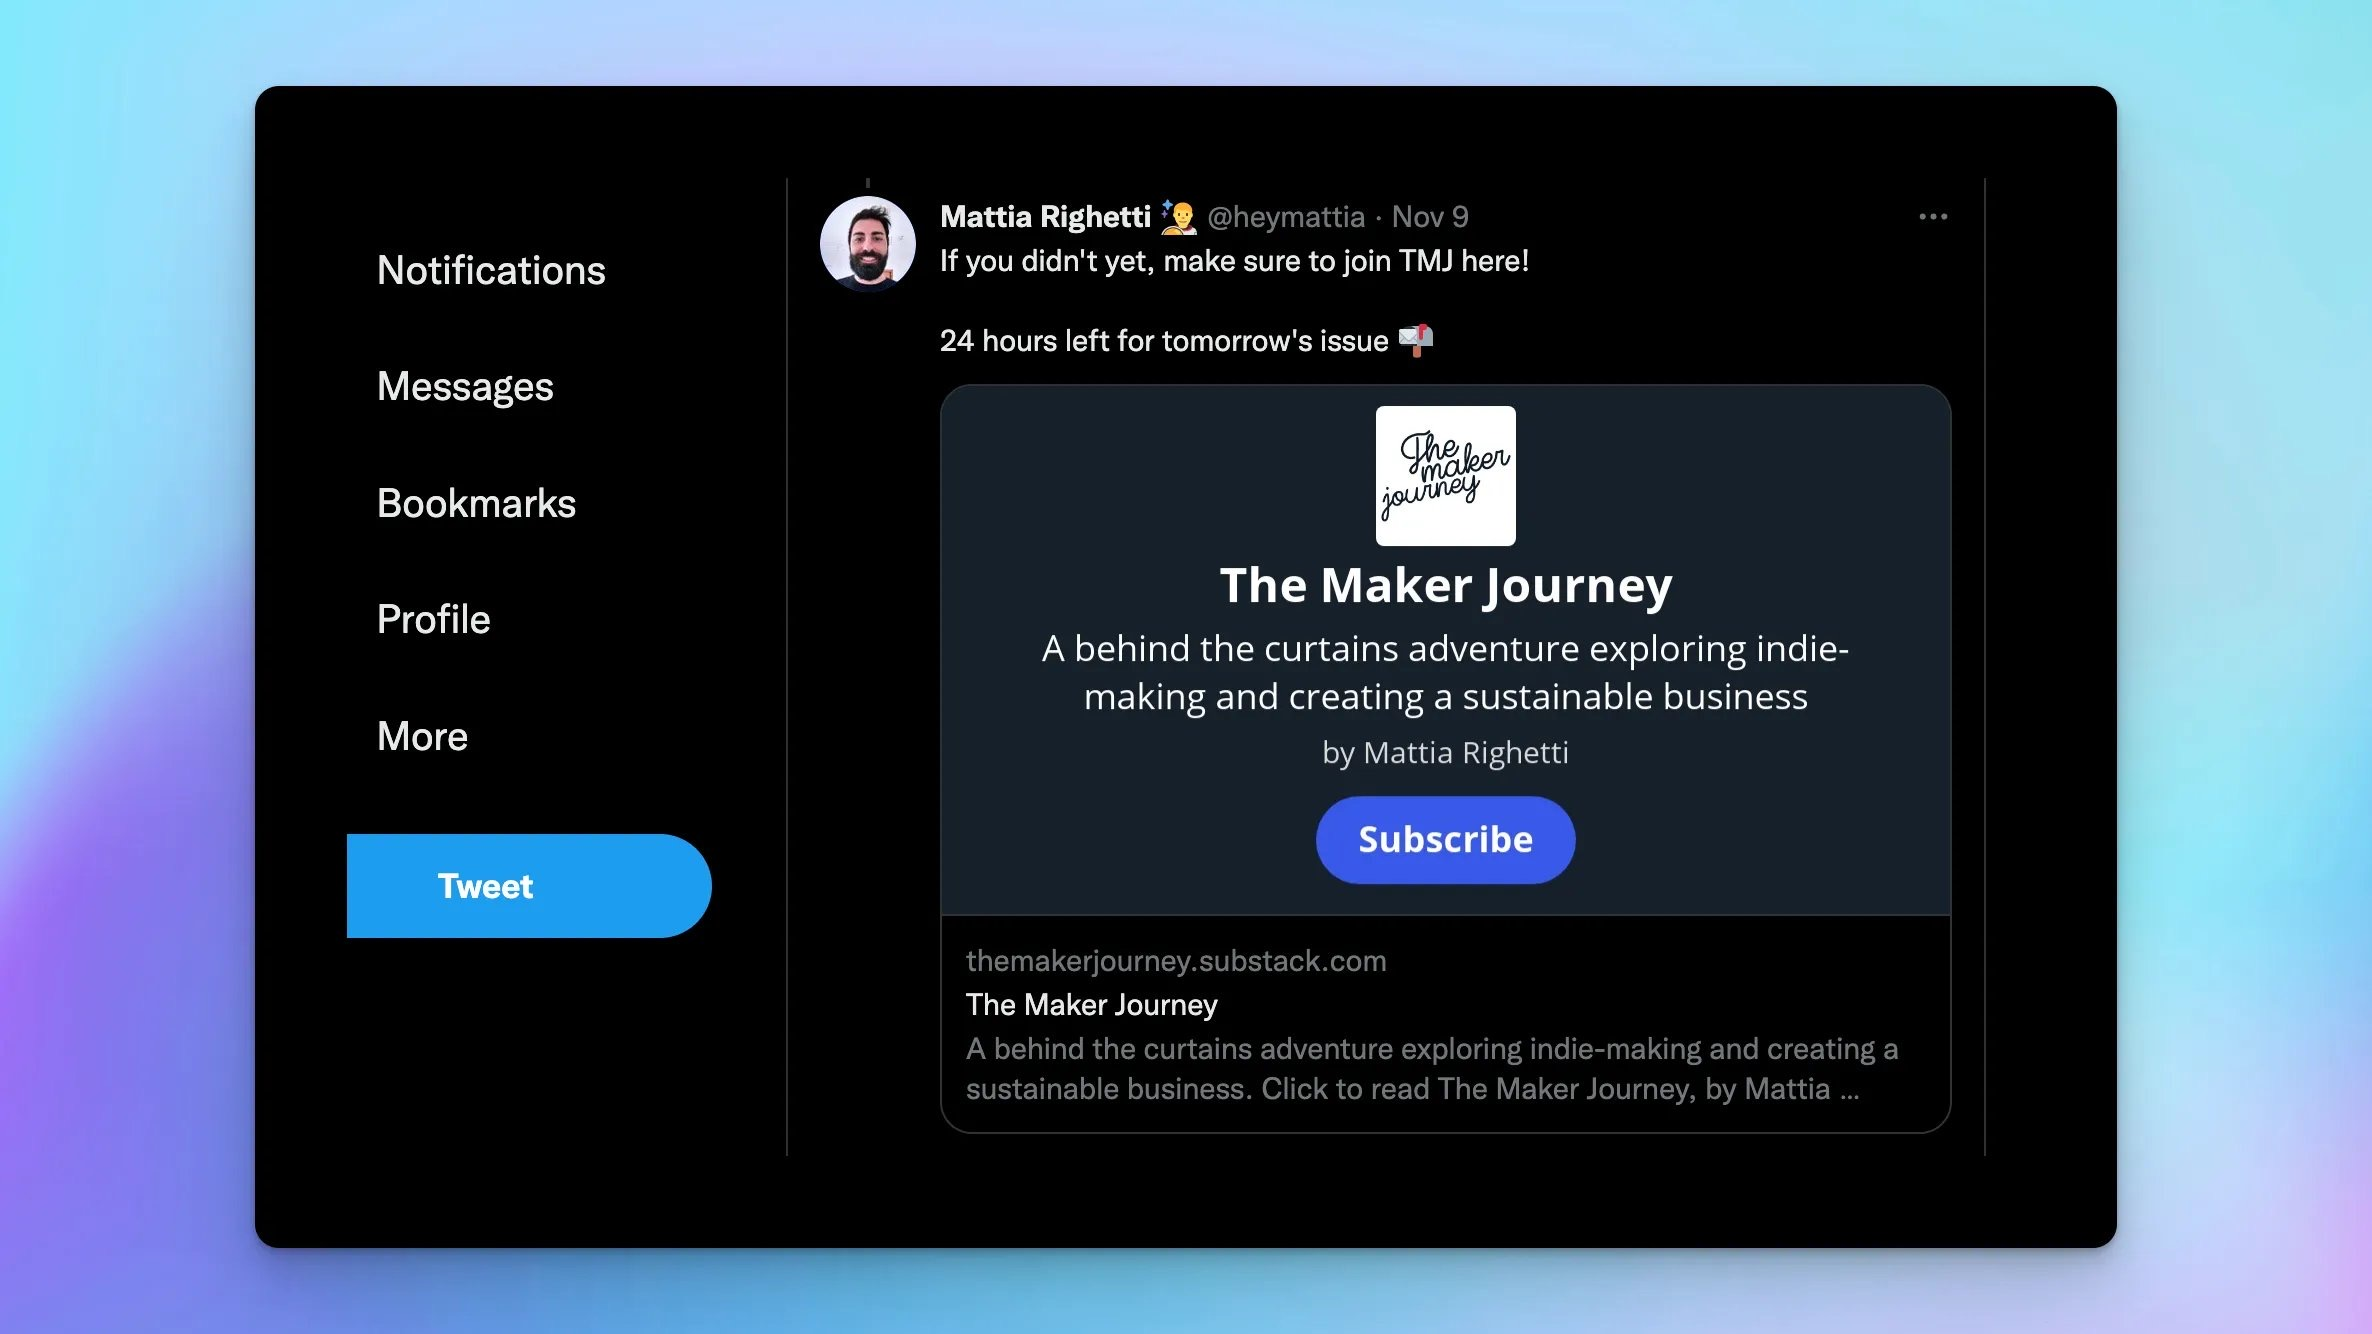 Notifications
Messages
Bookmarks
Profile
More
Tweet
Mattia Righetti @heymattia · Nov 9
If you didn't yet, make sure to join TMJ here!
24 hours left for tomorrow's issue
The
maker
journey
The Maker Journey
A behind the curtains adventure exploring indie-
making and creating a sustainable business
by Mattia Righetti
Subscribe
themakerjourney.substack.com
The Maker Journey
A behind the curtains adventure exploring indie-making and creating a
sustainable business. Click to read The Maker Journey, by Mattia ...